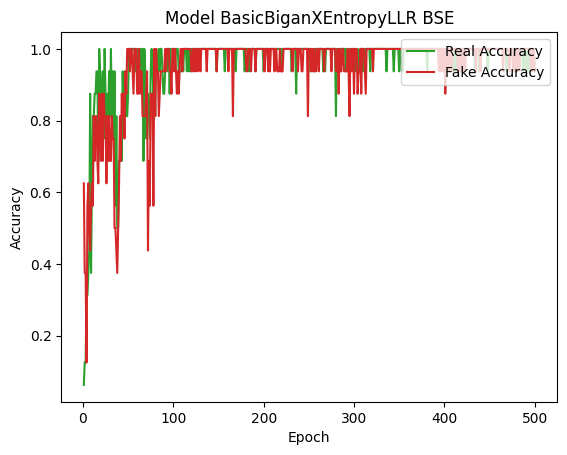 Model BasicBiganXEntropyLLR BSE
Real Accuracy
Fake Accuracy
Accuracy
1.0
0.8
0.6
0.4
0.2
0
100
200
300
400
500
Epoch